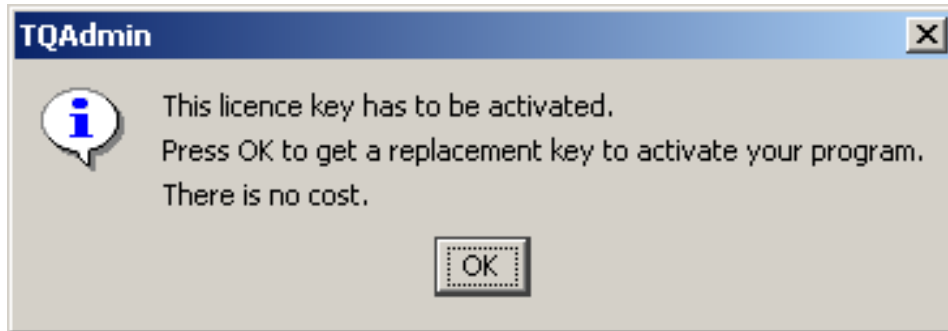 TQAdmin
This licence key has to be activated.
Press OK to get a replacement key to activate your program.
There is no cost.
OK